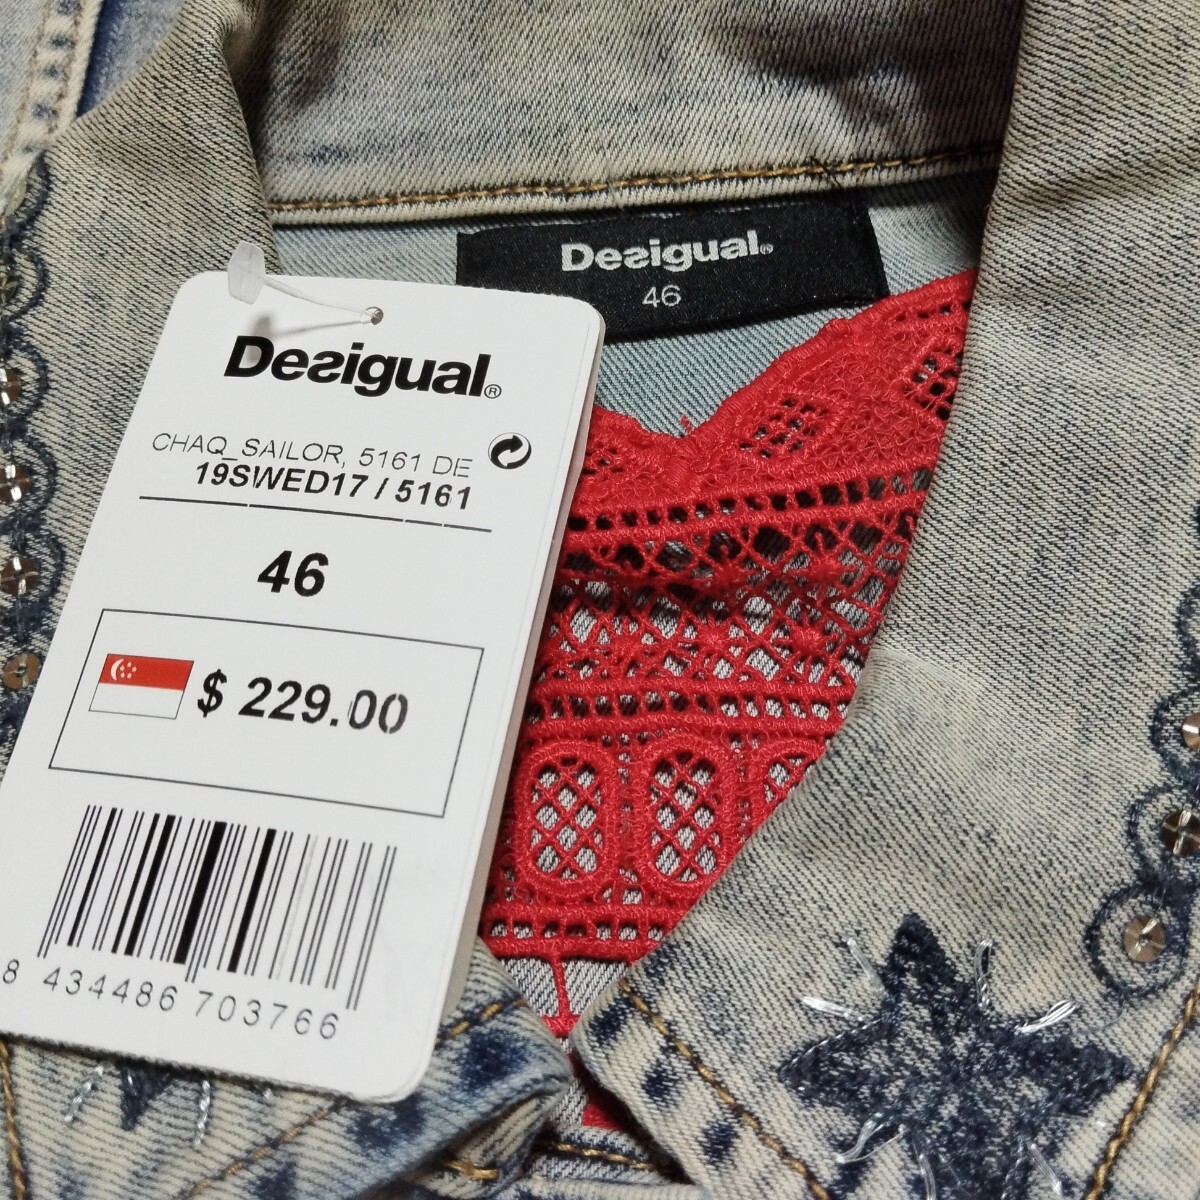 Desigual®
46
Desigual®
CHAQ_SAILOR, 5161 DE
19SWED17 / 5161
46
$ 229.00
8 434486 703766